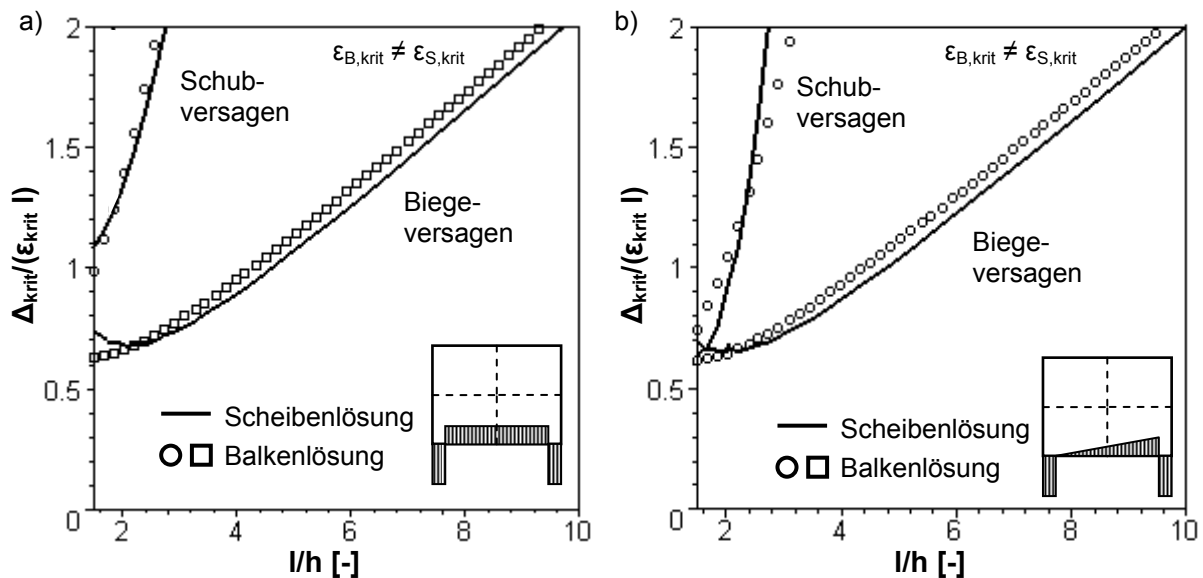 a)
2
1.5
1
0.5
0
Δkrit/(εkrit l)
εB,krit ≠ εS,krit
Schub-
versagen
Biege-
versagen
Scheibenlösung
Balkenlösung
2
4
6
8
10
l/h [-]
b)
2
1.5
1
0.5
0
Δkrit/(εkrit l)
εB,krit ≠ εS,krit
Schub-
versagen
Biege-
versagen
Scheibenlösung
Balkenlösung
2
4
6
8
10
l/h [-]